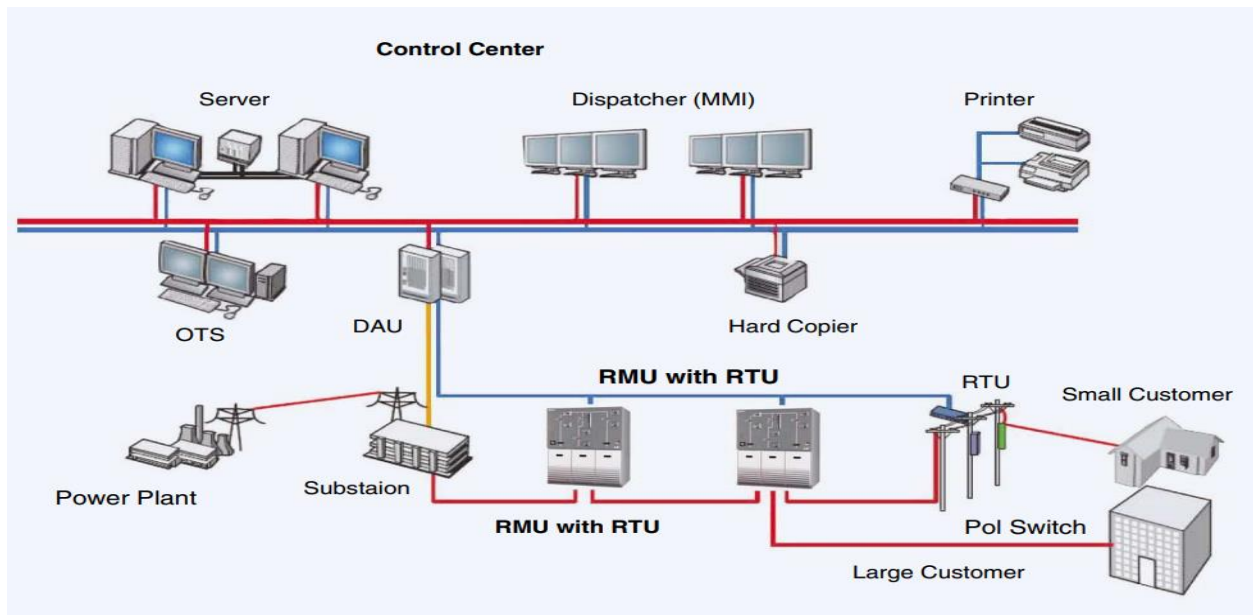 Control Center
Server
Dispatcher (MMI)
Printer
OTS
DAU
Hard Copier
RMU with RTU
RTU
Small Customer
Power Plant
Substaion
RMU with RTU
Pol Switch
Large Customer